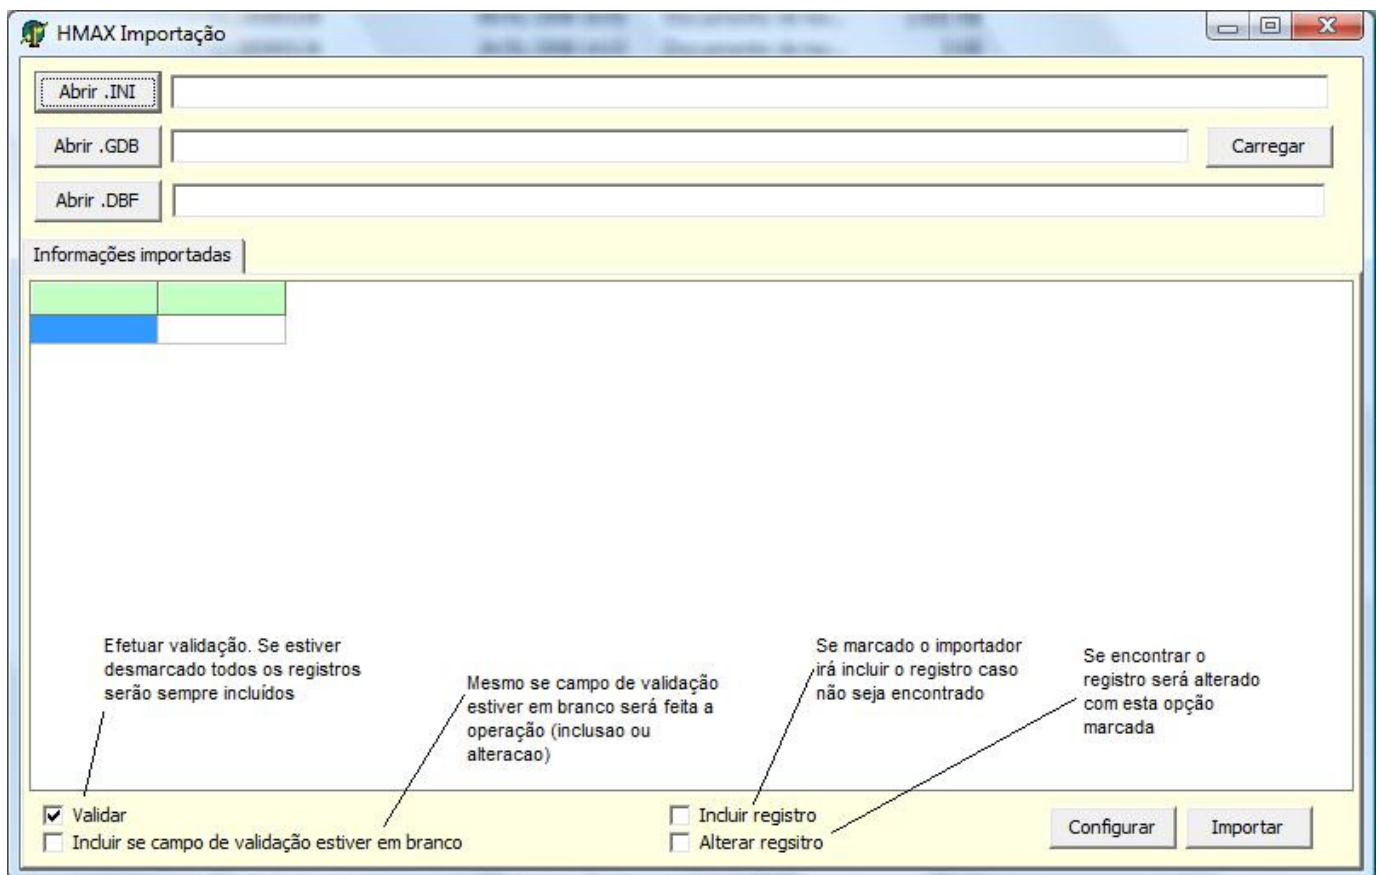 HMAX Importação
Abrir .INI
Abrir .GDB
Carregar
Abrir .DBF
Informações importadas
Efetuar validação. Se estiver
desmarcado todos os registros
serão sempre incluídos
Mesmo se campo de validação
estiver em branco será feita a
operação (inclusao ou
alteracao)
Se marcado o importador
irá incluir o registro caso
não seja encontrado
Se encontrar o
registro será alterado
com esta opção
marcada
Validar
Incluir se campo de validação estiver em branco
Incluir registro
Alterar regsitro
Configurar
Importar